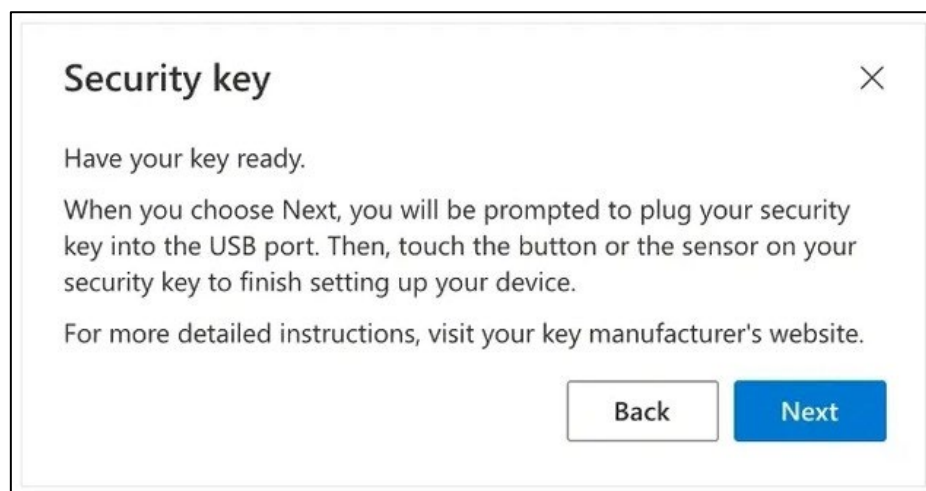 Security key
Have your key ready.
When you choose Next, you will be prompted to plug your security
key into the USB port. Then, touch the button or the sensor on your
security key to finish setting up your device.
For more detailed instructions, visit your key manufacturer's website.
Back
Next